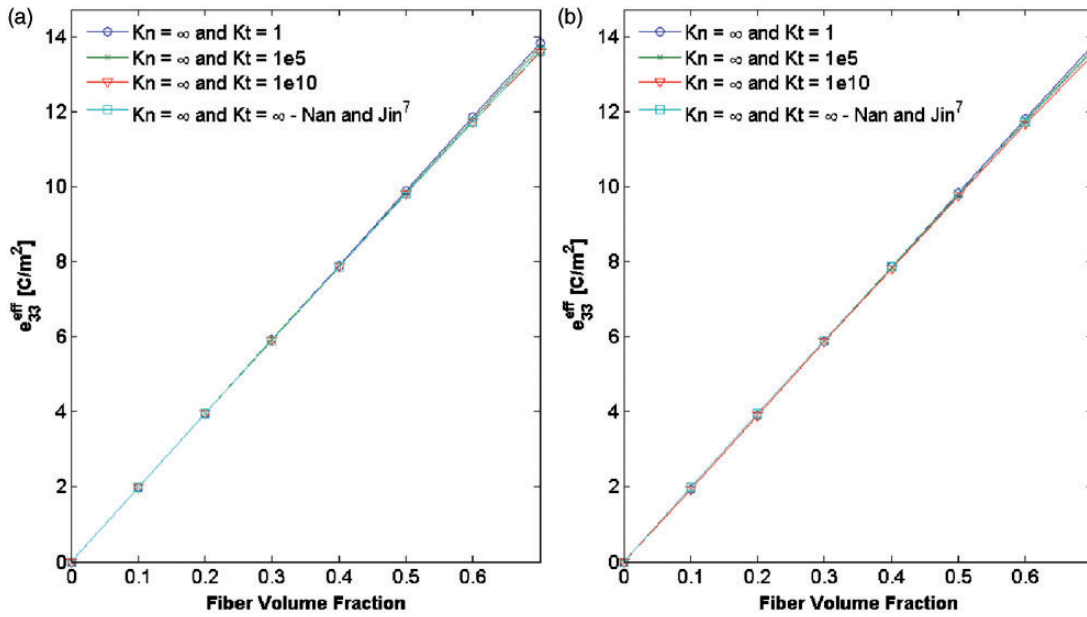 (a)
Kn = ∞ and Kt = 1
Kn = ∞ and Kt = 1e5
Kn = ∞ and Kt = 1e10
Kn = ∞ and Kt = ∞ - Nan and Jin⁷
14
12
10
8
6
4
2
0
e₃₃ᵉᶠᶠ [C/m²]
0 0.1 0.2 0.3 0.4 0.5 0.6
Fiber Volume Fraction
(b)
Kn = ∞ and Kt = 1
Kn = ∞ and Kt = 1e5
Kn = ∞ and Kt = 1e10
Kn = ∞ and Kt = ∞ - Nan and Jin⁷
14
12
10
8
6
4
2
0
e₃₃ᵉᶠᶠ [C/m²]
0 0.1 0.2 0.3 0.4 0.5 0.6
Fiber Volume Fraction